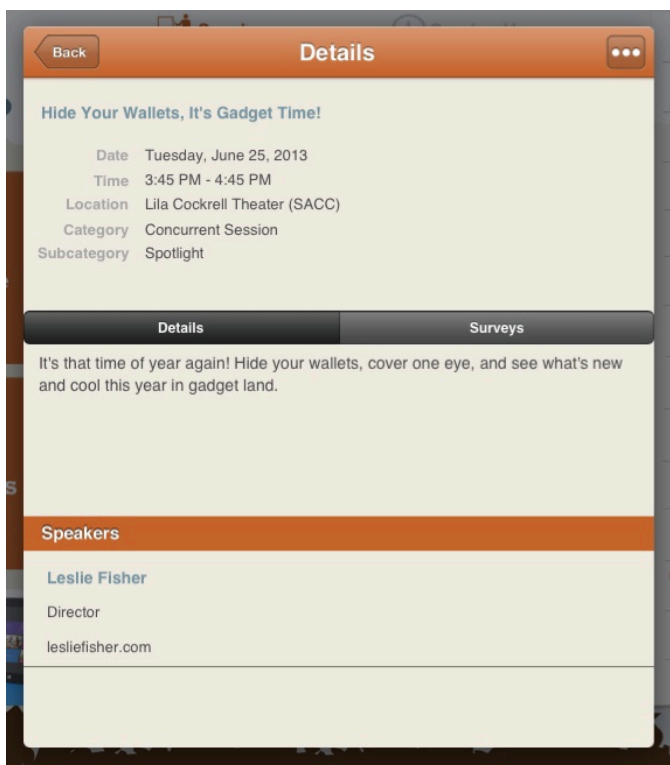 Back
Details
Hide Your Wallets, It's Gadget Time!
Date Tuesday, June 25, 2013
Time 3:45 PM - 4:45 PM
Location Lila Cockrell Theater (SACC)
Category Concurrent Session
Subcategory Spotlight
Details
Surveys
It's that time of year again! Hide your wallets, cover one eye, and see what's new
and cool this year in gadget land.
Speakers
Leslie Fisher
Director
lesliefisher.com